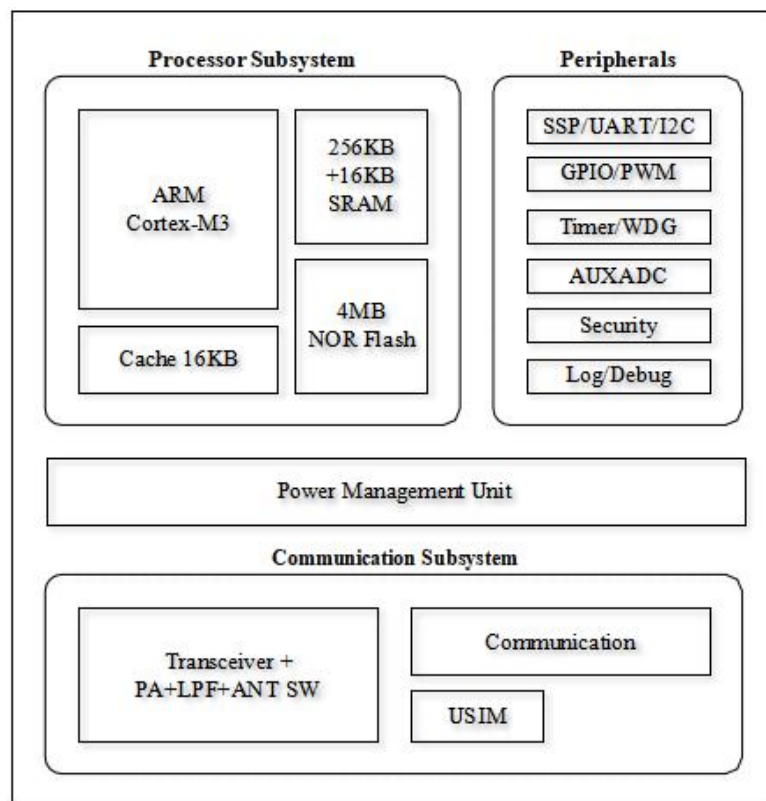 Processor Subsystem
ARM
Cortex-M3
256KB
+16KB
SRAM
Cache 16KB
4MB
NOR Flash
Peripherals
SSP/UART/I2C
GPIO/PWM
Timer/WDG
AUXADC
Security
Log/Debug
Power Management Unit
Communication Subsystem
Transceiver +
PA+LPF+ANT SW
Communication
USIM